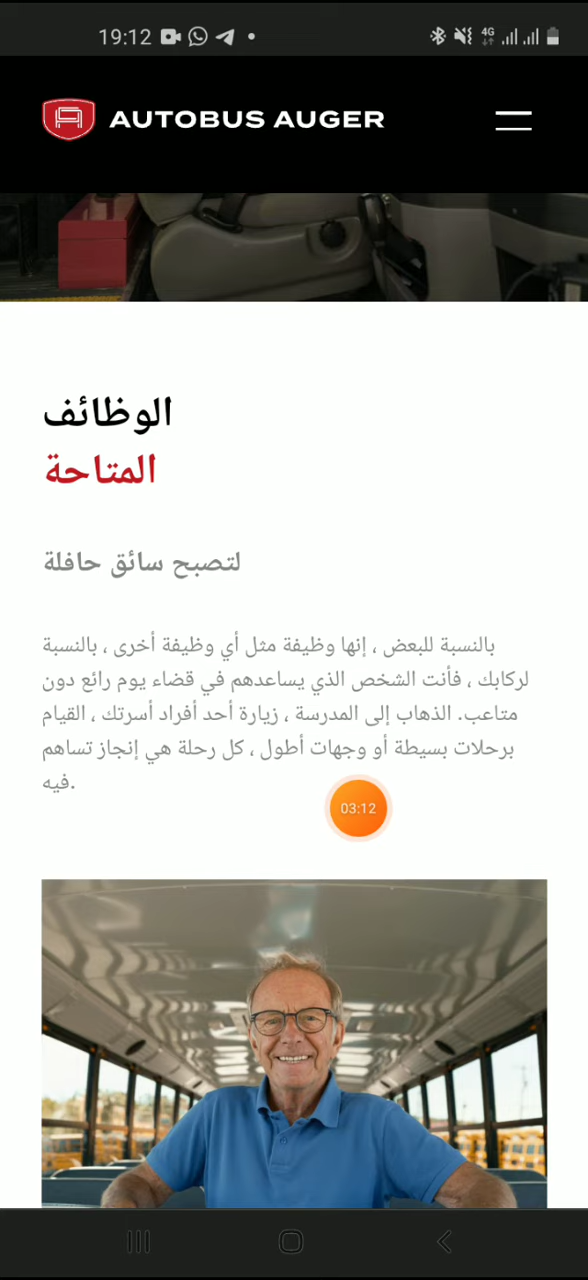 19:12
4G
AUTOBUS AUGER
الوظائف
المتاحة
لتصبح سائق حافلة
بالنسبة للبعض ، إنها وظيفة مثل أي وظيفة أخرى ، بالنسبة
لركابك ، فأنت الشخص الذي يساعدهم في قضاء يوم رائع دون
متاعب. الذهاب إلى المدرسة ، زيارة أحد أفراد أسرتك ، القيام
برحلات بسيطة أو وجهات أطول ، كل رحلة هي إنجاز تساهم
فيه.
03:12